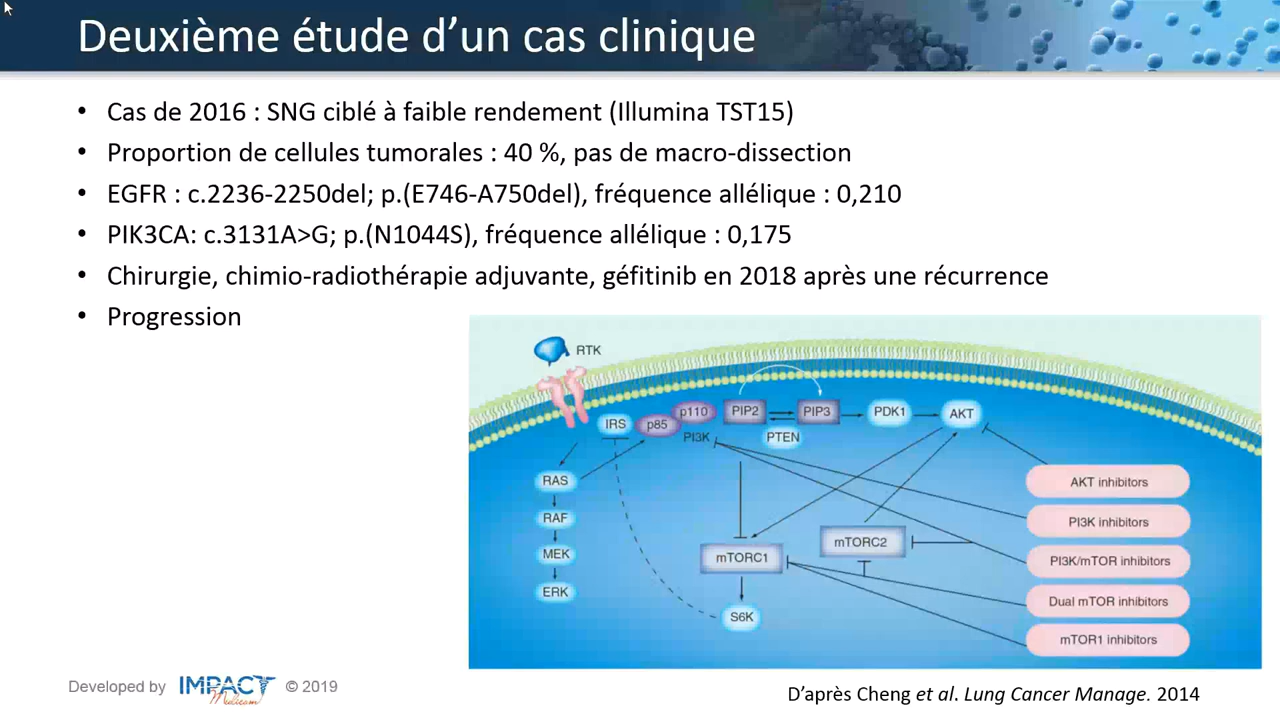 Deuxième étude d’un cas clinique
• Cas de 2016 : SNG ciblé à faible rendement (Illumina TST15)
• Proportion de cellules tumorales : 40 %, pas de macro-dissection
• EGFR : c.2236-2250del; p.(E746-A750del), fréquence allélique : 0,210
• PIK3CA: c.3131A>G; p.(N1044S), fréquence allélique : 0,175
• Chirurgie, chimio-radiothérapie adjuvante, géfitinib en 2018 après une récurrence
• Progression
RTK
IRS
p85
p110
PI3K
PIP2
PIP3
PTEN
PDK1
AKT
RAS
RAF
MEK
ERK
mTORC1
mTORC2
S6K
AKT inhibitors
PI3K inhibitors
PI3K/mTOR inhibitors
Dual mTOR inhibitors
mTOR1 inhibitors
Developed by IMPACT Medicom © 2019
D’après Cheng et al. Lung Cancer Manage. 2014